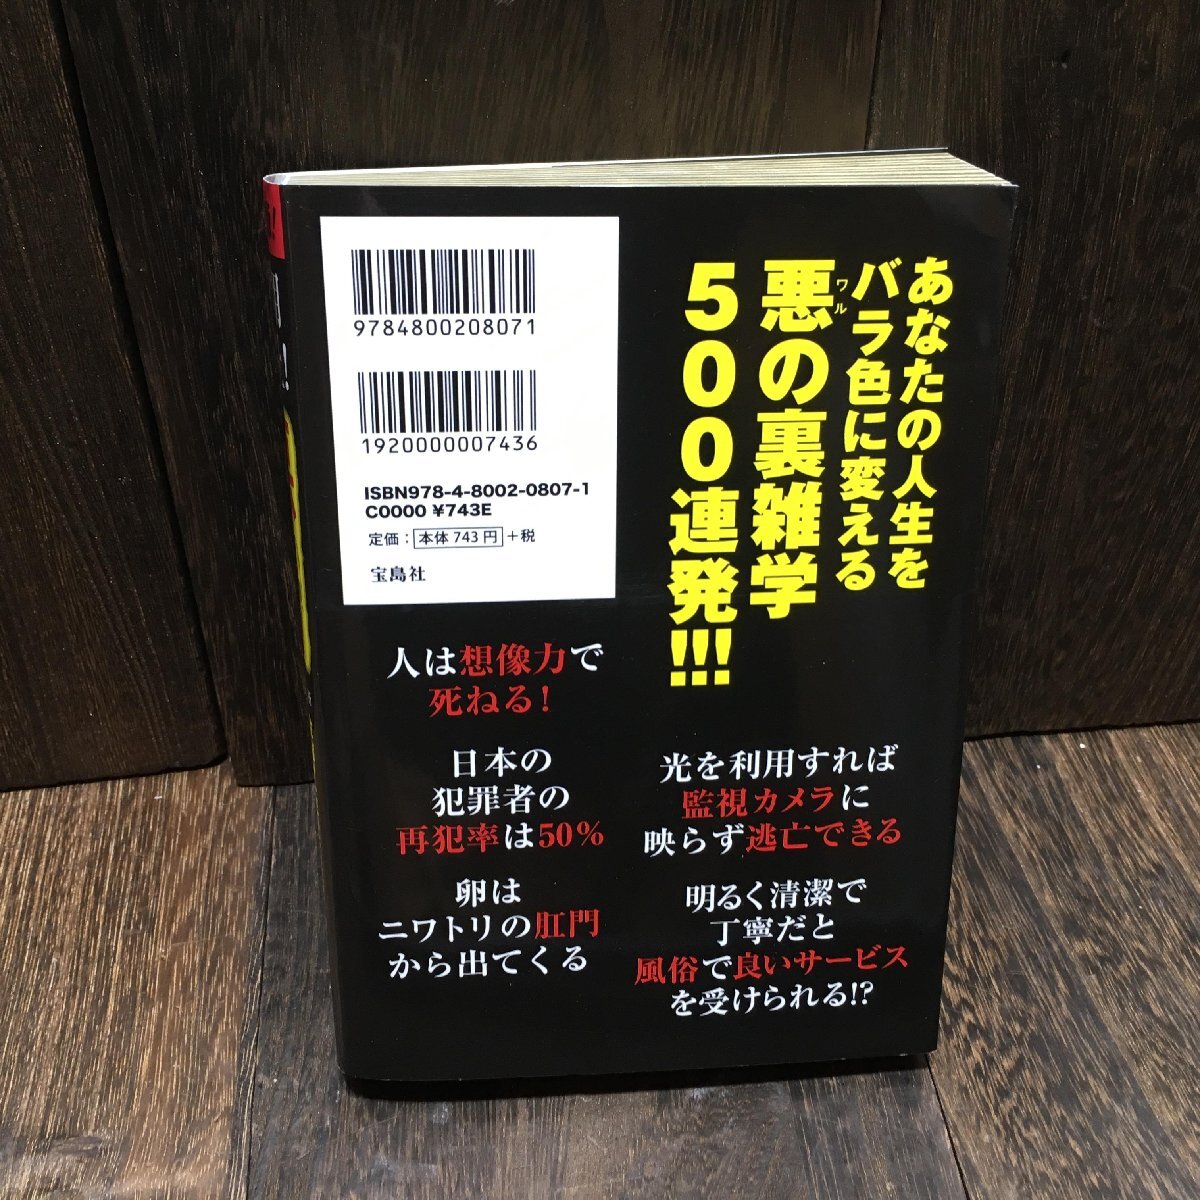 あなたの人生を
バラ色に変える
ワル
悪の裏雑学
500連発!!!
9784800208071
1920000007436
ISBN978-4-8002-0807-1
C0000 ¥743E
定価：本体 743 円＋税
宝島社
人は想像力で
死ねる！
日本の
犯罪者の
再犯率は50%
卵は
ニワトリの肛門
から出てくる
光を利用すれば
監視カメラに
映らず逃亡できる
明るく清潔で
丁寧だと
風俗で良いサービス
を受けられる!?